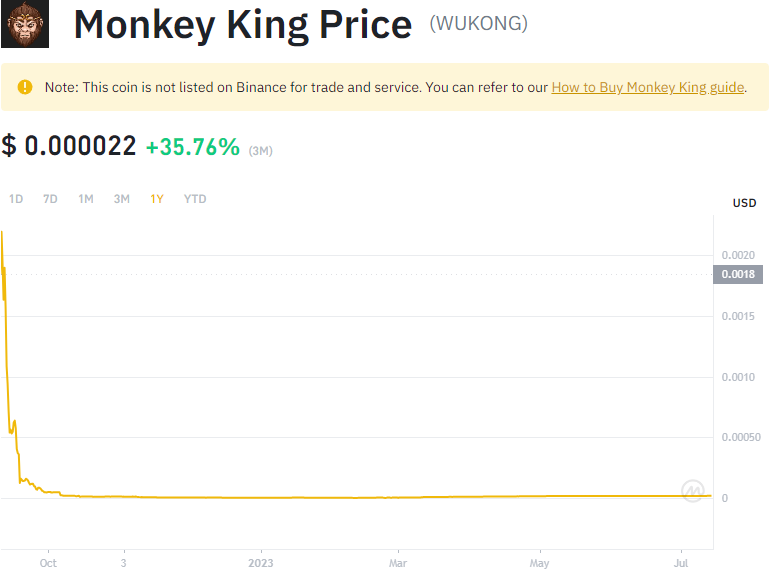 Monkey King Price (WUKONG)
Note: This coin is not listed on Binance for trade and service. You can refer to our How to Buy Monkey King guide.
$ 0.000022 +35.76% (3M)
1D 7D 1M 3M 1Y YTD
USD
0.0020
0.0018
0.0015
0.0010
0.00050
0
Oct 3 2023 Mar May Jul